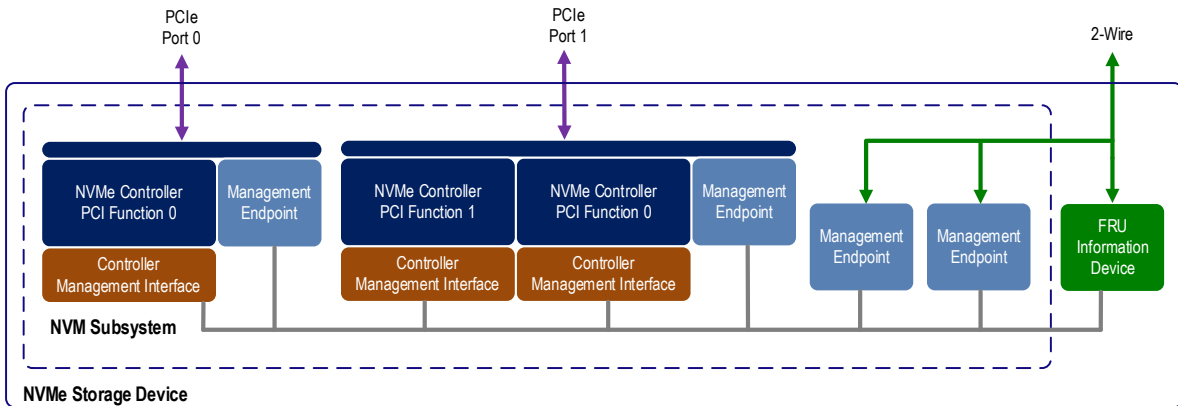 PCIe
Port 0
PCIe
Port 1
2-Wire
NVMe Controller
PCI Function 0
Management
Endpoint
NVMe Controller
PCI Function 1
NVMe Controller
PCI Function 0
Management
Endpoint
Management
Endpoint
Management
Endpoint
FRU
Information
Device
Controller
Management Interface
Controller
Management Interface
Controller
Management Interface
NVM Subsystem
NVMe Storage Device